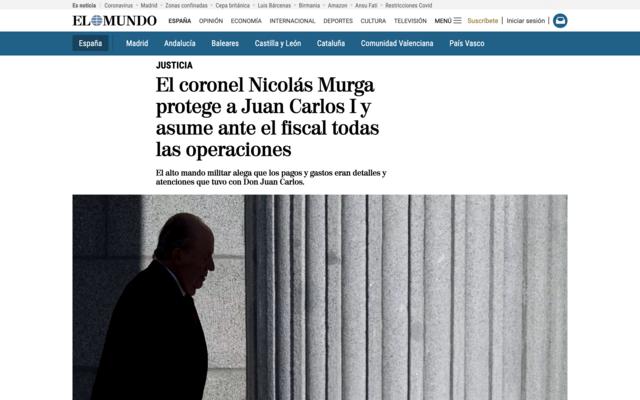 Es noticia Coronavirus Madrid Zonas confinadas Cepa británica Luis Bárcenas Birmania Amazon Ansu Fati Restricciones Covid
EL MUNDO ESPAÑA OPINIÓN ECONOMÍA INTERNACIONAL DEPORTES CULTURA TELEVISIÓN MENÚ Suscríbete Iniciar sesión
España Madrid Andalucía Baleares Castilla y León Cataluña Comunidad Valenciana País Vasco
JUSTICIA
El coronel Nicolás Murga
protege a Juan Carlos I y
asume ante el fiscal todas
las operaciones
El alto mando militar alega que los pagos y gastos eran detalles y
atenciones que tuvo con Don Juan Carlos.